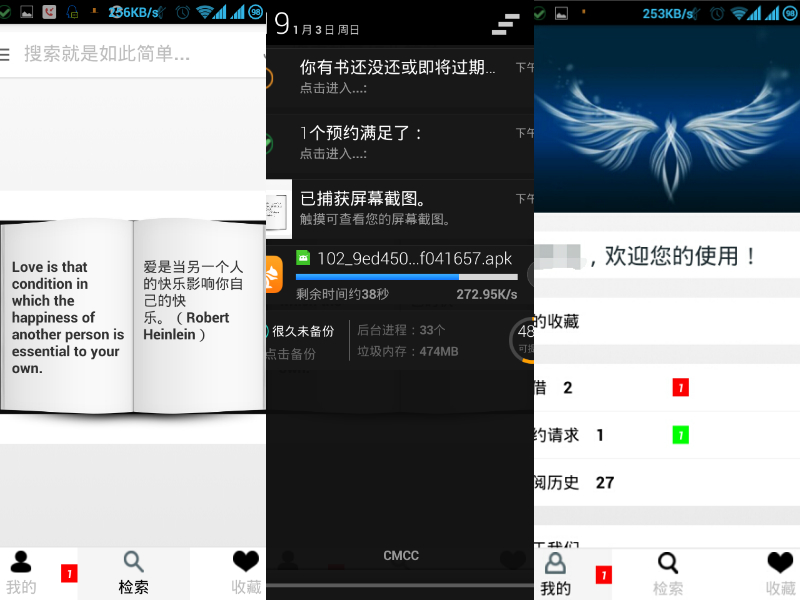 256KB/s
98
搜索就是如此简单...
Love is that
condition in
which the
happiness of
another person is
essential to your
own.
爱是当另一个人
的快乐影响你自
己的快
乐。（Robert
Heinlein）
我的
1
检索
收藏
9 1月3日 周日
你有书还没还或即将过期... 下午
点击进入...:
1个预约满足了： 下午
点击进入...:
已捕获屏幕截图。 下午
触摸可查看您的屏幕截图。
102_9ed450...f041657.apk
剩余时间约38秒 272.95K/s
很久未备份
点击备份
后台进程：33个
垃圾内存：474MB
48
CMCC
253KB/s
98
，欢迎您的使用！
的收藏
借 2 1
约请求 1 1
阅历史 27
我的
1
检索
收藏